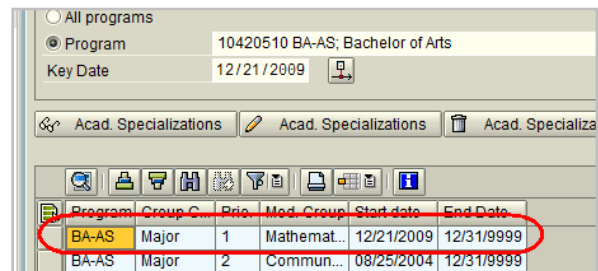 All programs
Program 10420510 BA-AS; Bachelor of Arts
Key Date 12/21/2009
Acad. Specializations Acad. Specializations Acad. Specializa
Program Group C... Prio. Mod. Group Start date End Date
BA-AS Major 1 Mathemat... 12/21/2009 12/31/9999
BA-AS Major 2 Commun... 08/25/2004 12/31/9999